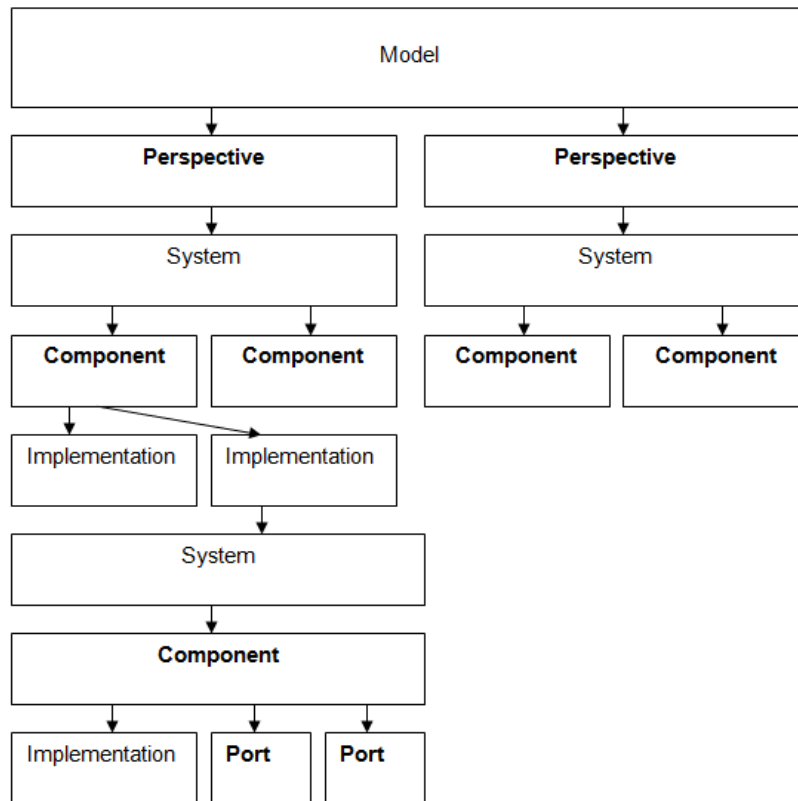 Model
Perspective
Perspective
System
System
Component
Component
Component
Component
Implementation
Implementation
System
Component
Implementation
Port
Port